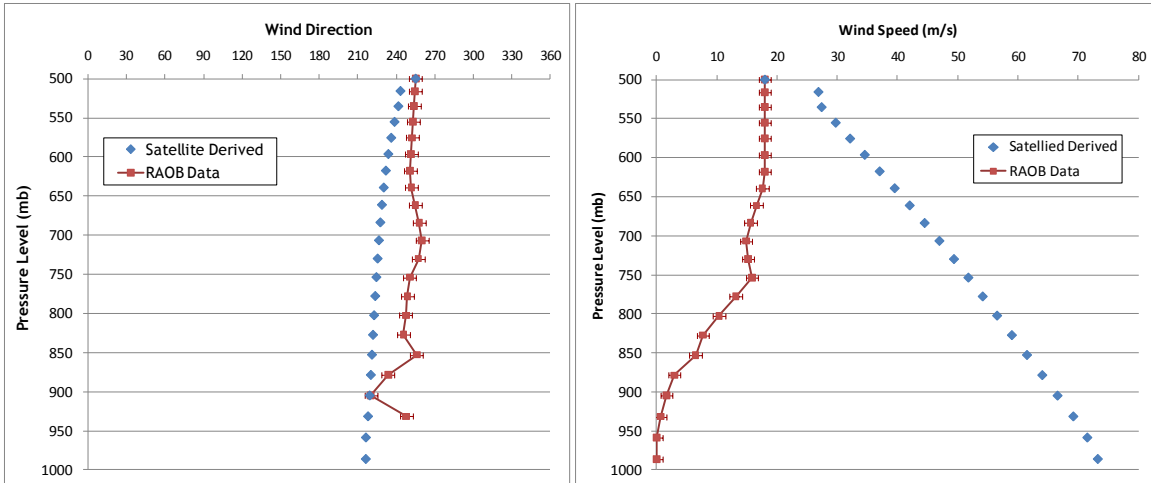 Wind Direction
0 30 60 90 120 150 180 210 240 270 300 330 360
500
550
600
650
700
750
800
850
900
950
1000
Pressure Level (mb)
Satellite Derived
RAOB Data
Wind Speed (m/s)
0 10 20 30 40 50 60 70 80
500
550
600
650
700
750
800
850
900
950
1000
Pressure Level (mb)
Satellied Derived
RAOB Data